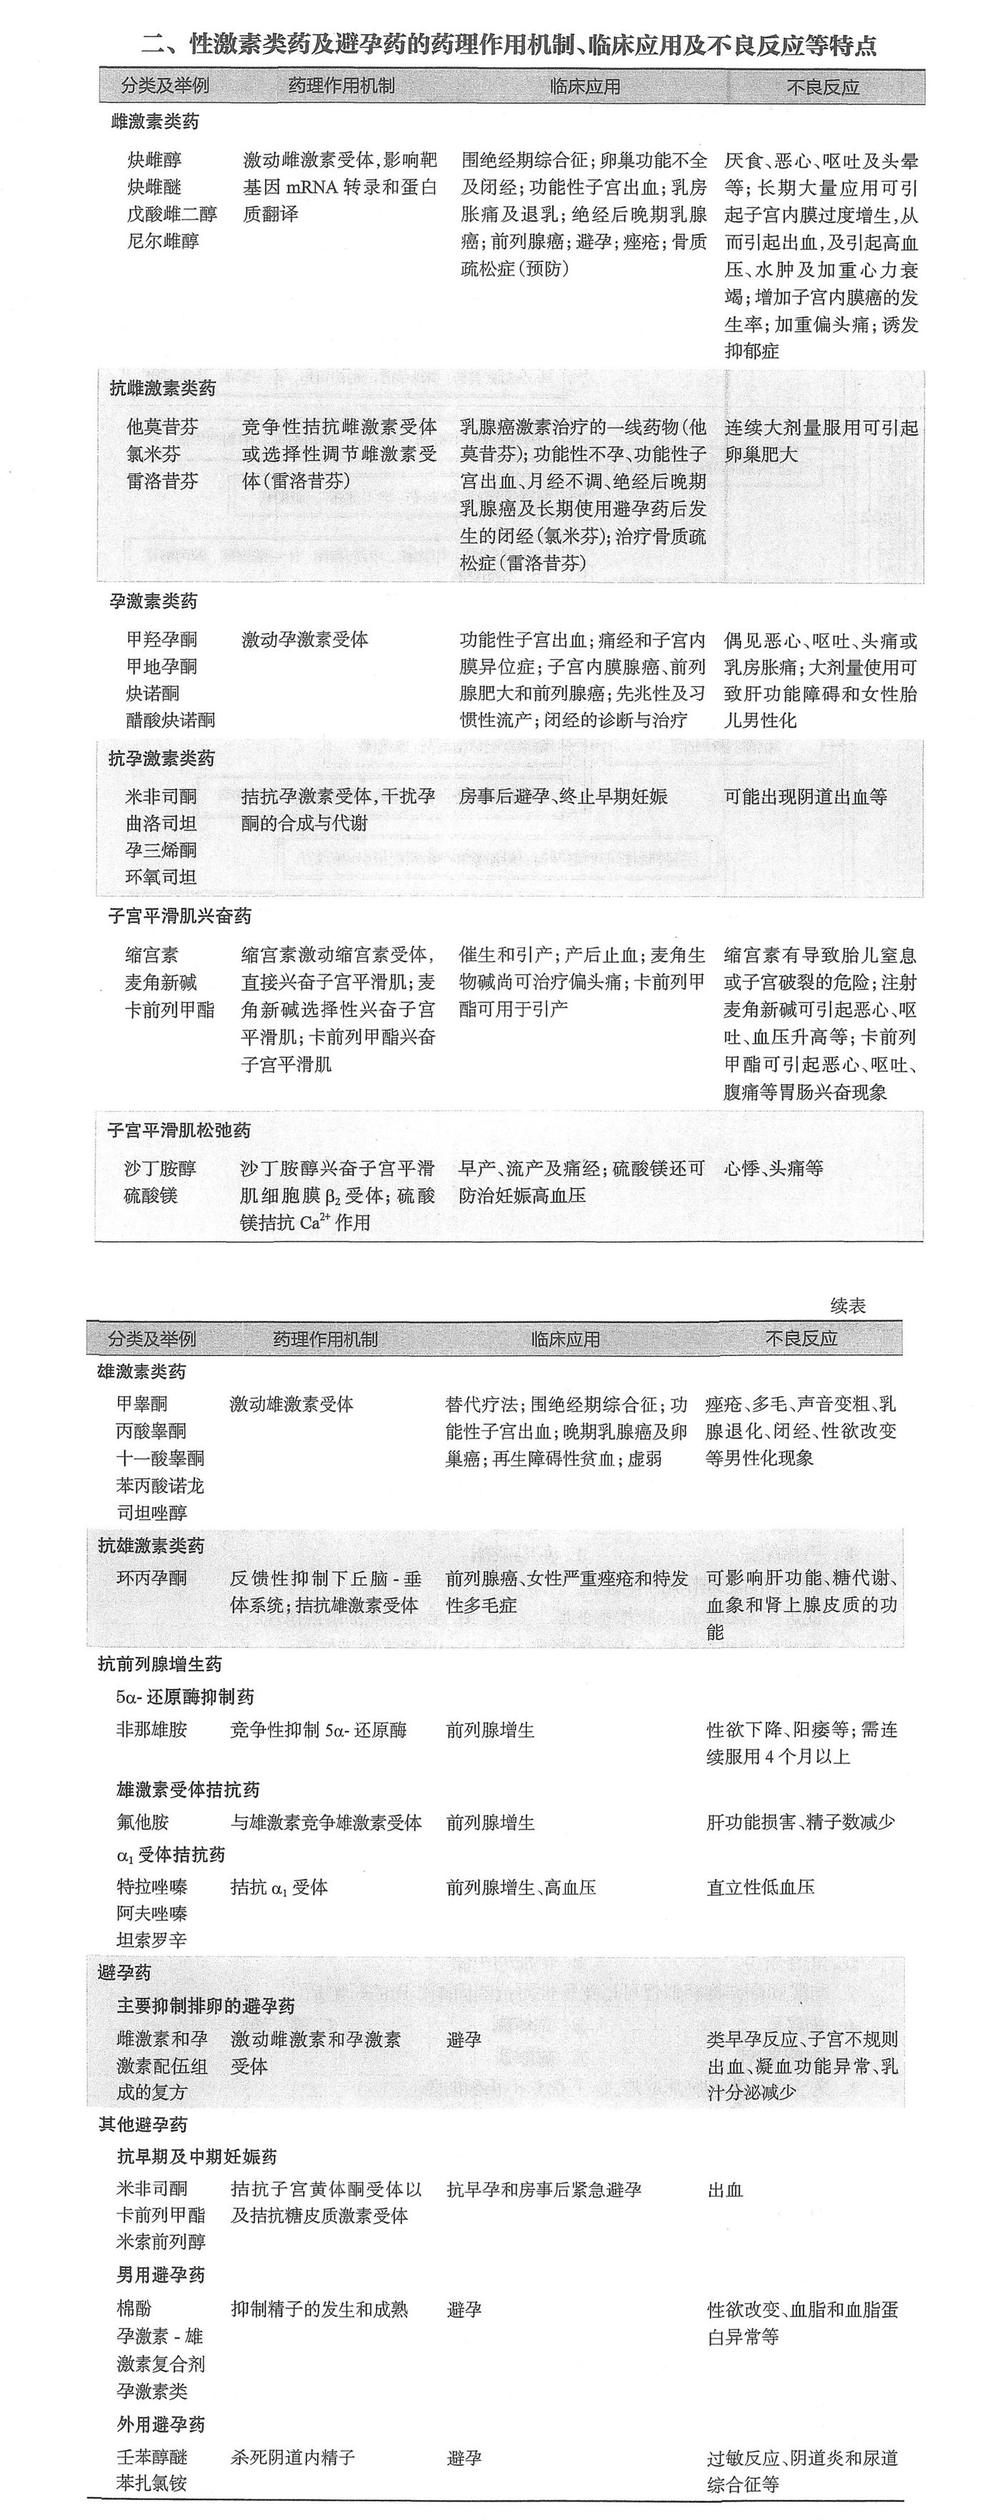 二、性激素类药及避孕药的药理作用机制、临床应用及不良反应等特点
分类及举例 药理作用机制 临床应用 不良反应
雌激素类药
炔雌醇 激动雌激素受体,影响靶 围绝经期综合征;卵巢功能不全 厌食、恶心、呕吐及头晕
炔雌醚 基因 mRNA 转录和蛋白 及闭经;功能性子宫出血;乳房 等;长期大量应用可引
戊酸雌二醇 质翻译 胀痛及退乳;绝经后晚期乳腺 起子宫内膜过度增生,从
尼尔雌醇 癌;前列腺癌;避孕;痤疮;骨质 而引起出血,及引起高血
疏松症(预防) 压、水肿及加重心力衰
竭;增加子宫内膜癌的发
生率;加重偏头痛;诱发
抑郁症
抗雌激素类药
他莫昔芬 竞争性拮抗雌激素受体 乳腺癌激素治疗的一线药物(他 连续大剂量服用可引起
氯米芬 或选择性调节雌激素受 莫昔芬);功能性不孕、功能性子 卵巢肥大
雷洛昔芬 体(雷洛昔芬) 宫出血、月经不调、绝经后晚期
乳腺癌及长期使用避孕药后发
生的闭经(氯米芬);治疗骨质疏
松症(雷洛昔芬)
孕激素类药
甲羟孕酮 激动孕激素受体 功能性子宫出血;痛经和子宫内 偶见恶心、呕吐、头痛或
甲地孕酮 膜异位症;子宫内膜腺癌、前列 乳房胀痛;大剂量使用可
炔诺酮 腺肥大和前列腺癌;先兆性及习 致肝功能障碍和女性胎
醋酸炔诺酮 惯性流产;闭经的诊断与治疗 儿男性化
抗孕激素类药
米非司酮 拮抗孕激素受体,干扰孕 房事后避孕、终止早期妊娠 可能出现阴道出血等
曲洛司坦 酮的合成与代谢
孕三烯酮
环氧司坦
子宫平滑肌兴奋药
缩宫素 缩宫素激动缩宫素受体, 催生和引产;产后止血;麦角生 缩宫素有导致胎儿窒息
麦角新碱 直接兴奋子宫平滑肌;麦 物碱尚可治疗偏头痛;卡前列甲 或子宫破裂的危险;注射
卡前列甲酯 角新碱选择性兴奋子宫 酯可用于引产 麦角新碱可引起恶心、呕
平滑肌;卡前列甲酯兴奋 吐、血压升高等;卡前列
子宫平滑肌 甲酯可引起恶心、呕吐、
腹痛等胃肠兴奋现象
子宫平滑肌松弛药
沙丁胺醇 沙丁胺醇兴奋子宫平滑 早产、流产及痛经;硫酸镁还可 心悸、头痛等
硫酸镁 肌细胞膜 β₂ 受体;硫酸 防治妊娠高血压
镁拮抗 Ca²⁺ 作用
续表
分类及举例 药理作用机制 临床应用 不良反应
雄激素类药
甲睾酮 激动雄激素受体 替代疗法;围绝经期综合征;功 痤疮、多毛、声音变粗、乳
丙酸睾酮 能性子宫出血;晚期乳腺癌及卵 腺退化、闭经、性欲改变
十一酸睾酮 巢癌;再生障碍性贫血;虚弱 等男性化现象
苯丙酸诺龙
司坦唑醇
抗雄激素类药
环丙孕酮 反馈性抑制下丘脑-垂 前列腺癌、女性严重痤疮和特发 可影响肝功能、糖代谢、
体系统;拮抗雄激素受体 性多毛症 血象和肾上腺皮质的功
能
抗前列腺增生药
5α-还原酶抑制药
非那雄胺 竞争性抑制 5α-还原酶 前列腺增生 性欲下降、阳痿等;需连
续服用 4 个月以上
雄激素受体拮抗药
氟他胺 与雄激素竞争雄激素受体 前列腺增生 肝功能损害、精子数减少
α₁ 受体拮抗药
特拉唑嗪 拮抗 α₁ 受体 前列腺增生、高血压 直立性低血压
阿夫唑嗪
坦索罗辛
避孕药
主要抑制排卵的避孕药
雌激素和孕 激动雌激素和孕激素 避孕 类早孕反应、子宫不规则
激素配伍组 受体 出血、凝血功能异常、乳
成的复方 汁分泌减少
其他避孕药
抗早期及中期妊娠药
米非司酮 拮抗子宫黄体酮受体以 抗早孕和房事后紧急避孕 出血
卡前列甲酯 及拮抗糖皮质激素受体
米索前列醇
男用避孕药
棉酚 抑制精子的发生和成熟 避孕 性欲改变、血脂和血脂蛋
孕激素-雄 白异常等
激素复合剂
孕激素类
外用避孕药
壬苯醇醚 杀死阴道内精子 避孕 过敏反应、阴道炎和尿道
苯扎氯铵 综合征等